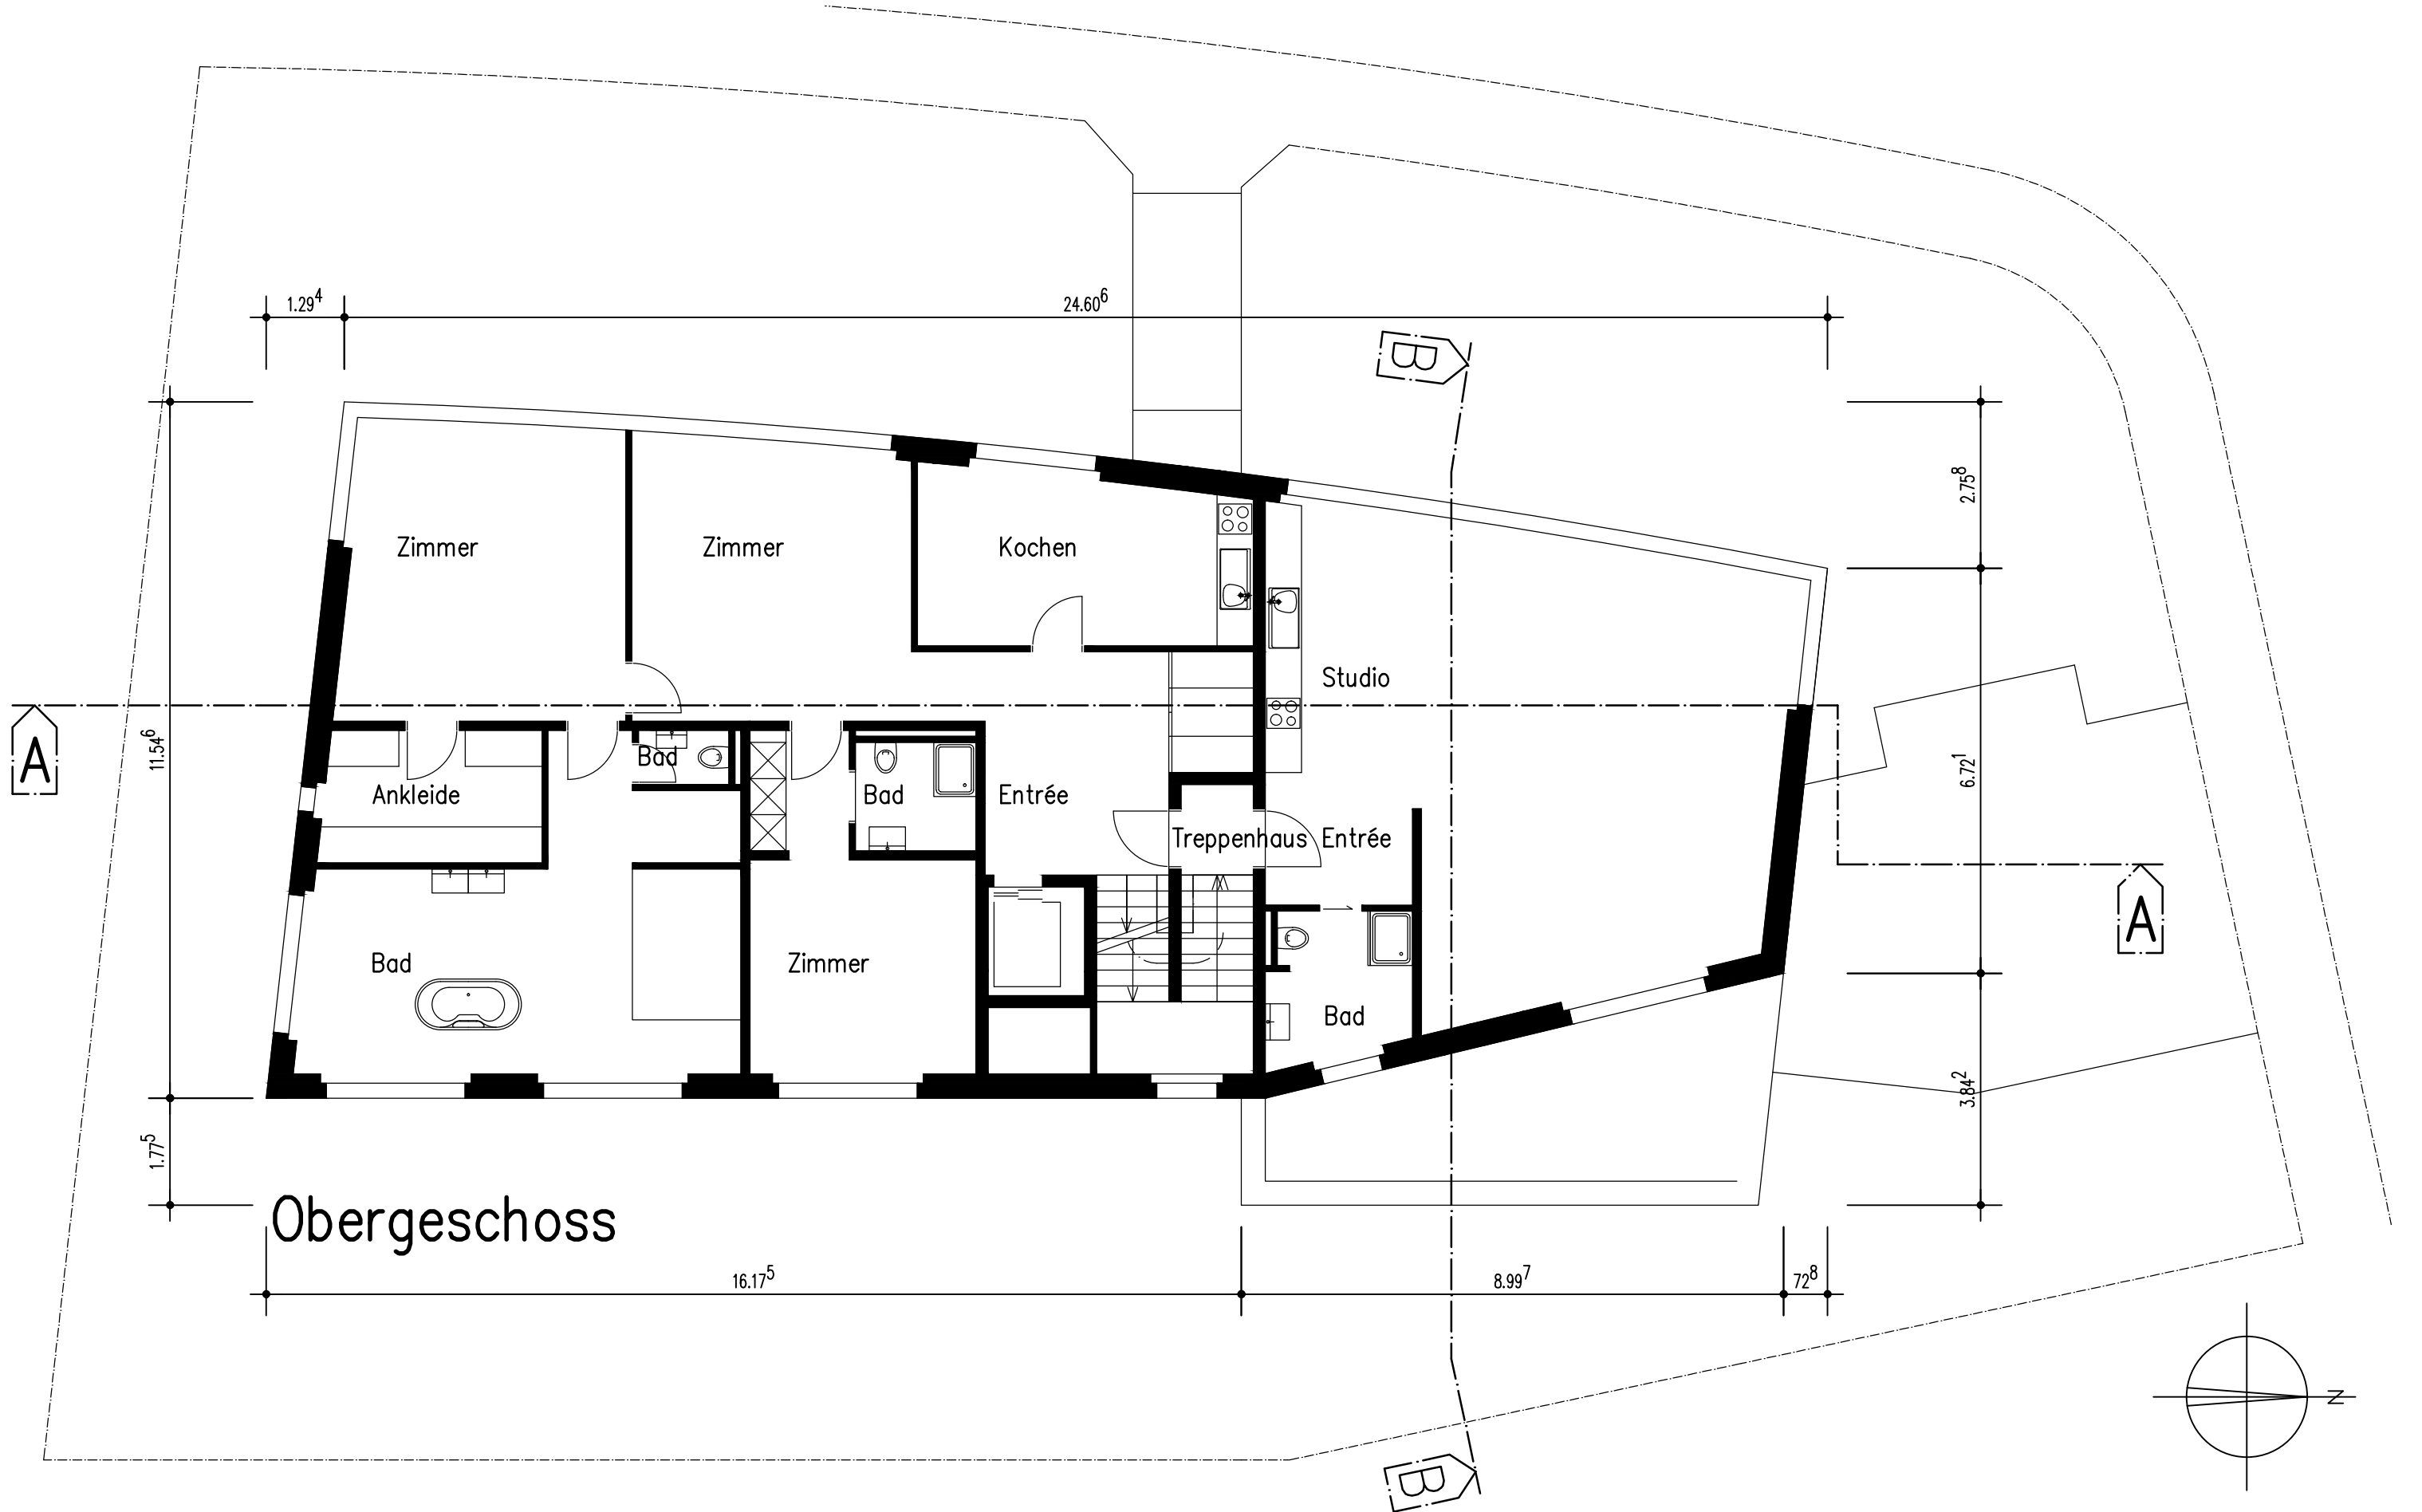 1.29⁴
24.60⁶
B
2.75⁸
Zimmer
Zimmer
Kochen
Studio
A
11.54⁶
Bad
6.72¹
Ankleide
Bad
Entrée
Treppenhaus
Entrée
A
Bad
Zimmer
Bad
3.84²
1.77⁵
Obergeschoss
16.17⁵
8.99⁷
72⁸
N
B